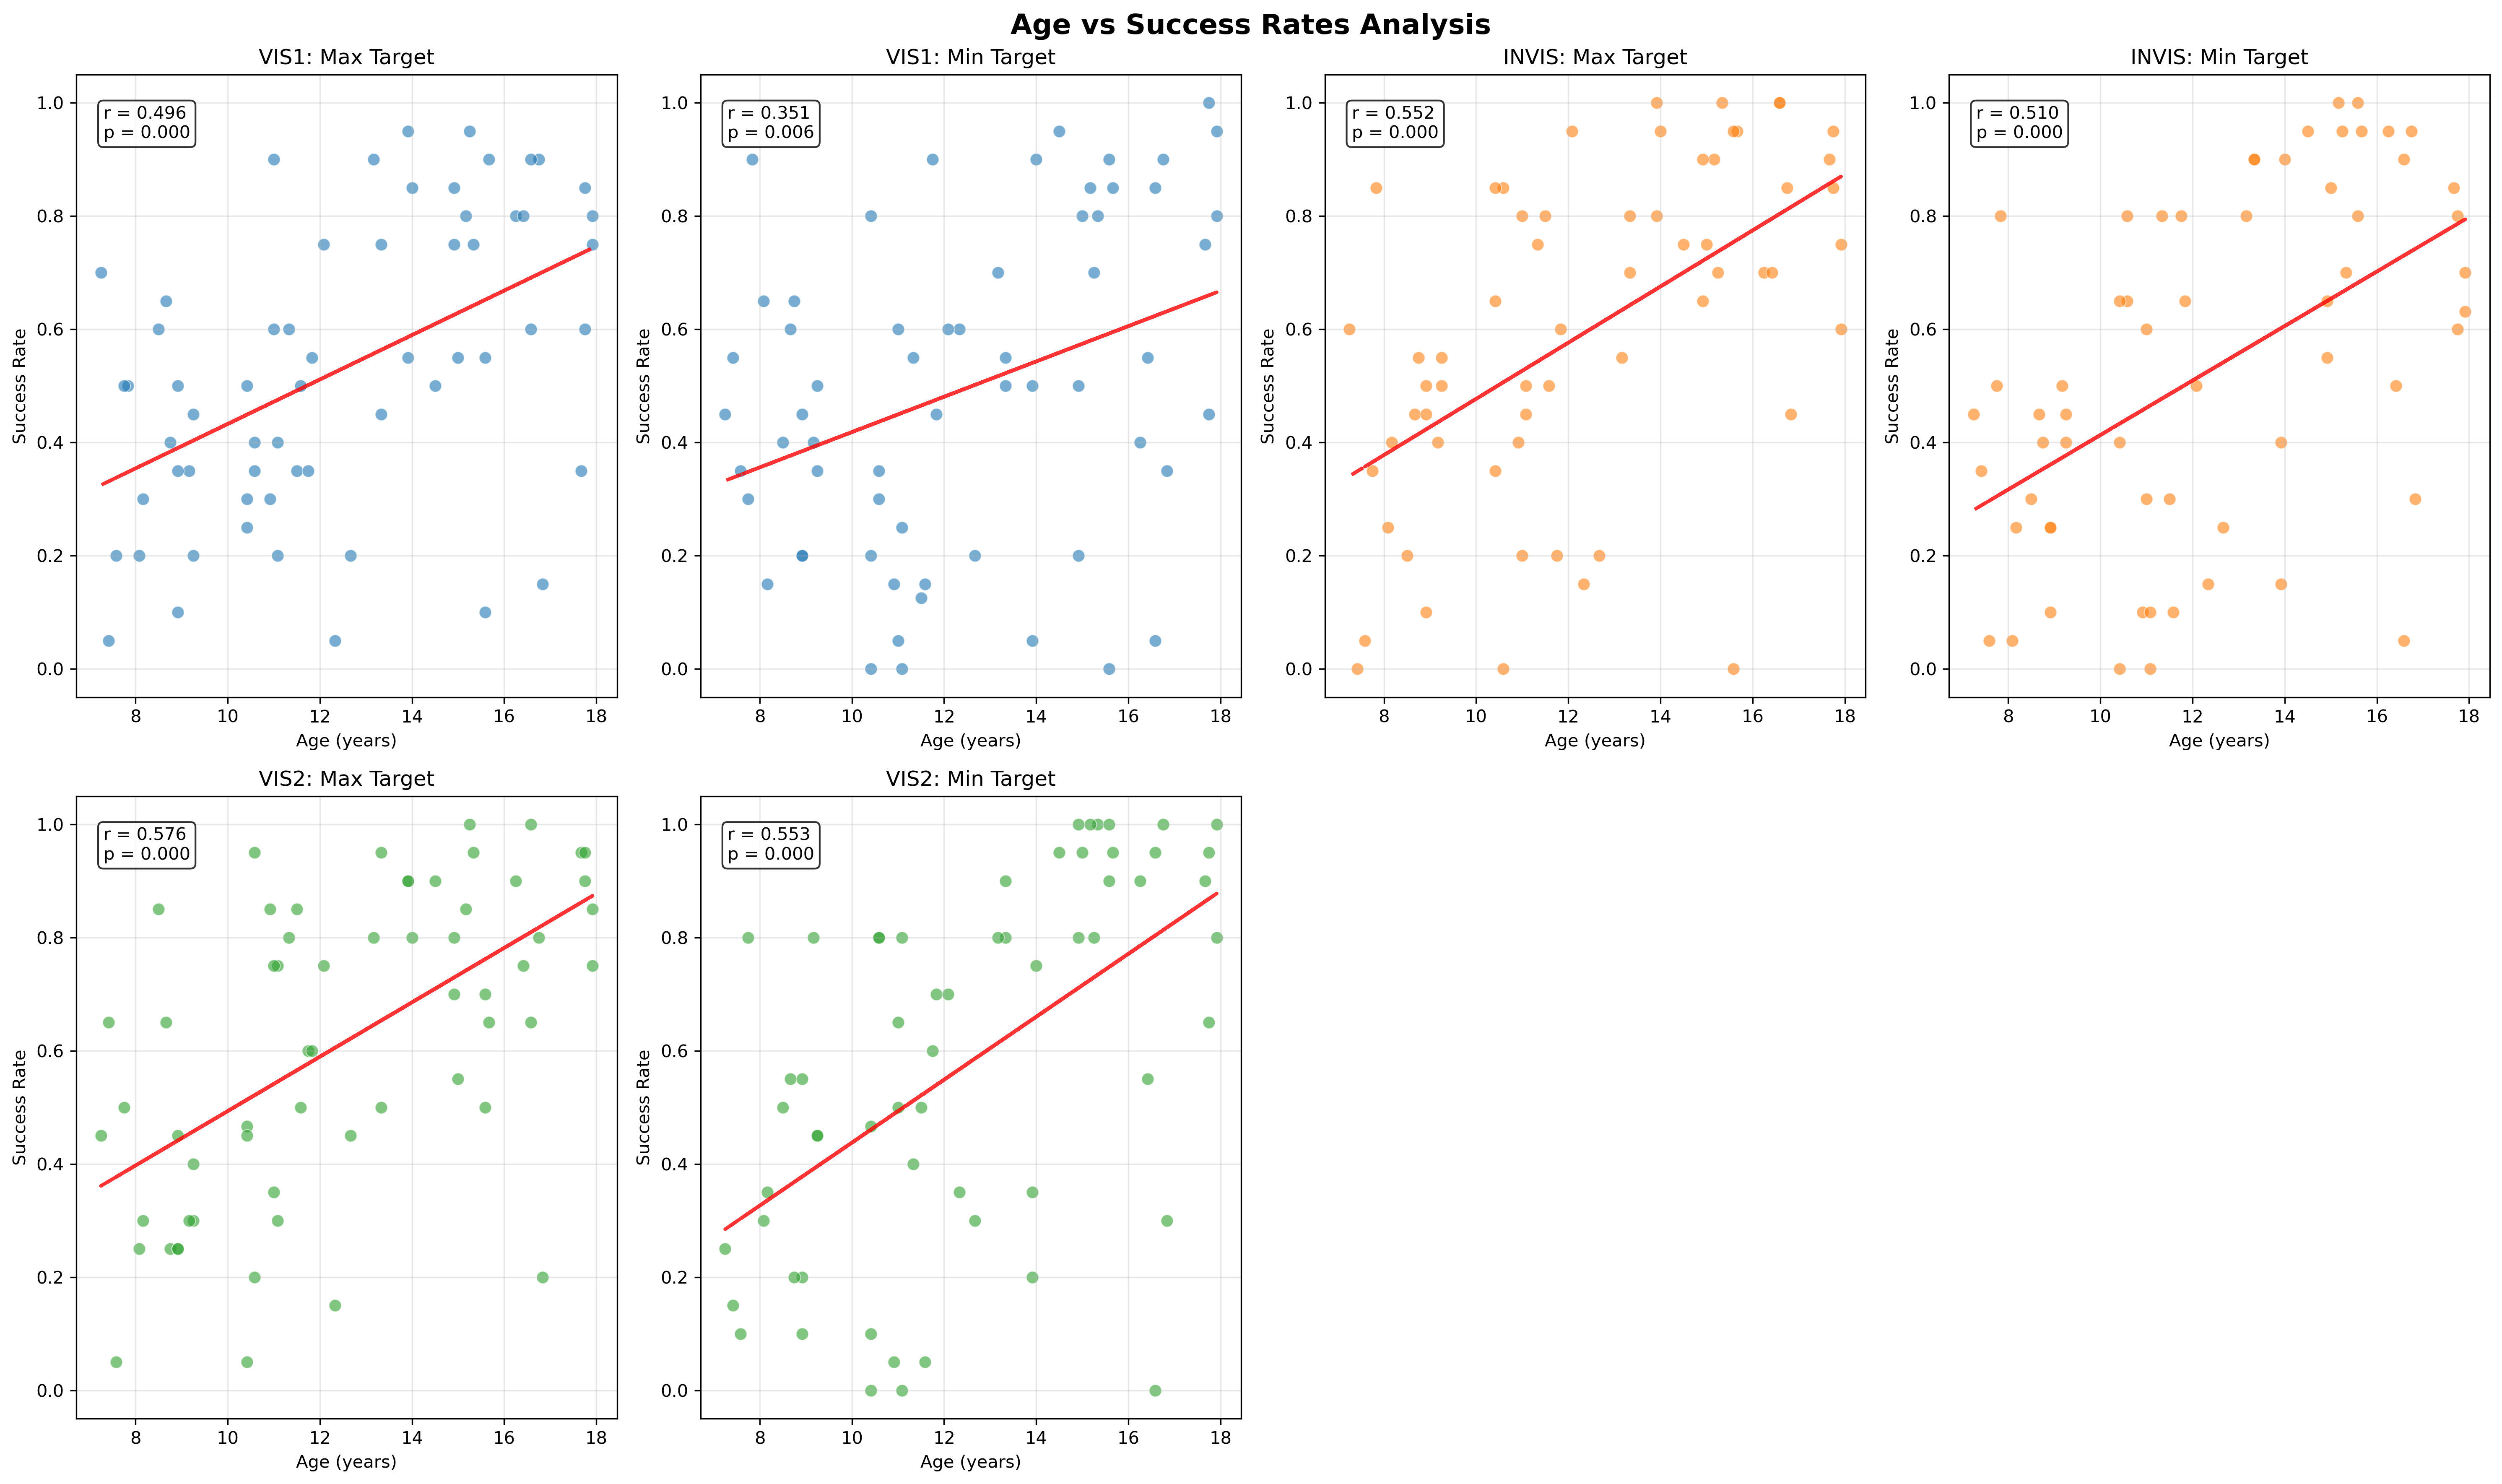 Age vs Success Rates Analysis
VIS1: Max Target
r = 0.496
p = 0.000
1.0
0.8
0.6
0.4
0.2
0.0
Success Rate
8 10 12 14 16 18
Age (years)
VIS1: Min Target
r = 0.351
p = 0.006
1.0
0.8
0.6
0.4
0.2
0.0
Success Rate
8 10 12 14 16 18
Age (years)
INVIS: Max Target
r = 0.552
p = 0.000
1.0
0.8
0.6
0.4
0.2
0.0
Success Rate
8 10 12 14 16 18
Age (years)
INVIS: Min Target
r = 0.510
p = 0.000
1.0
0.8
0.6
0.4
0.2
0.0
Success Rate
8 10 12 14 16 18
Age (years)
VIS2: Max Target
r = 0.576
p = 0.000
1.0
0.8
0.6
0.4
0.2
0.0
Success Rate
8 10 12 14 16 18
Age (years)
VIS2: Min Target
r = 0.553
p = 0.000
1.0
0.8
0.6
0.4
0.2
0.0
Success Rate
8 10 12 14 16 18
Age (years)